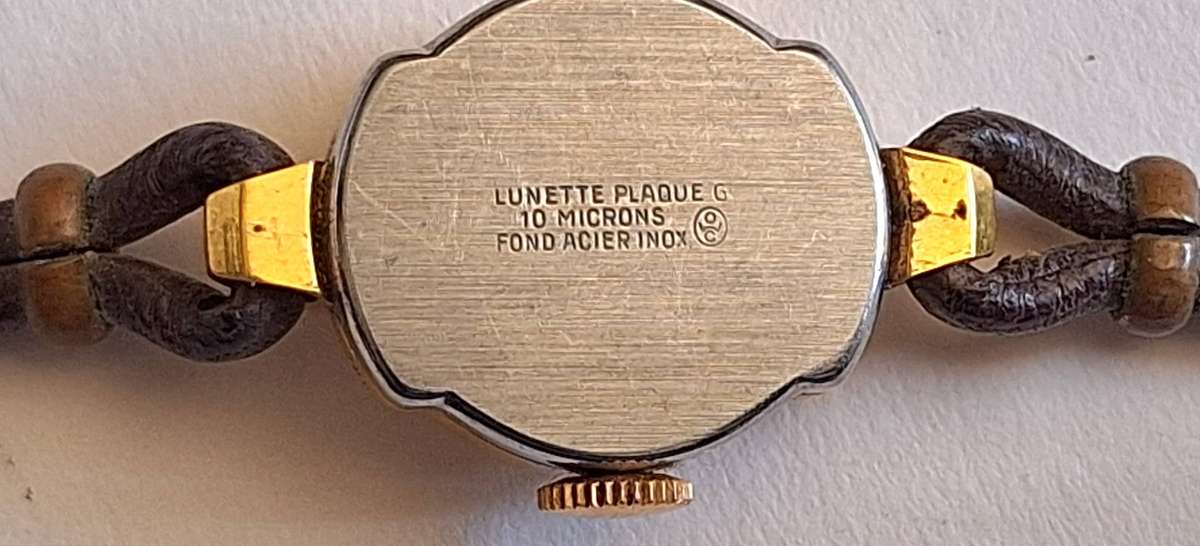 LUNETTE PLAQUE G
10 MICRONS
FOND ACIER INOX